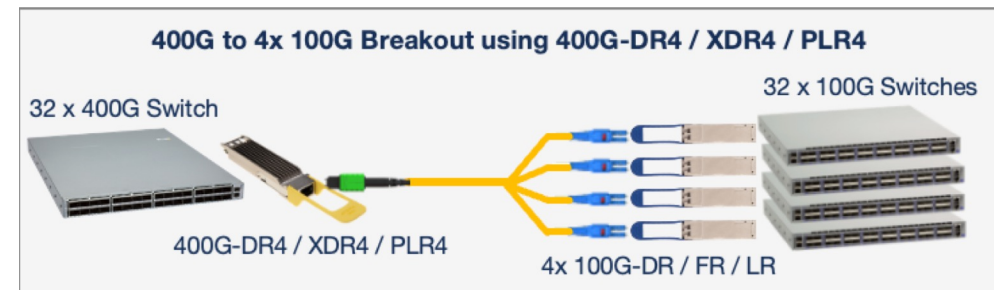 400G to 4x 100G Breakout using 400G-DR4 / XDR4 / PLR4
32 x 400G Switch
32 x 100G Switches
400G-DR4 / XDR4 / PLR4
4x 100G-DR / FR / LR